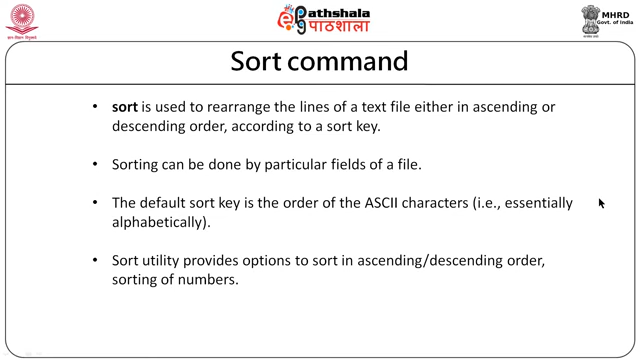 Pathshala
पाठशाला
MHRD
Govt. of India
Sort command
• sort is used to rearrange the lines of a text file either in ascending or
descending order, according to a sort key.
• Sorting can be done by particular fields of a file.
• The default sort key is the order of the ASCII characters (i.e., essentially
alphabetically).
• Sort utility provides options to sort in ascending/descending order,
sorting of numbers.